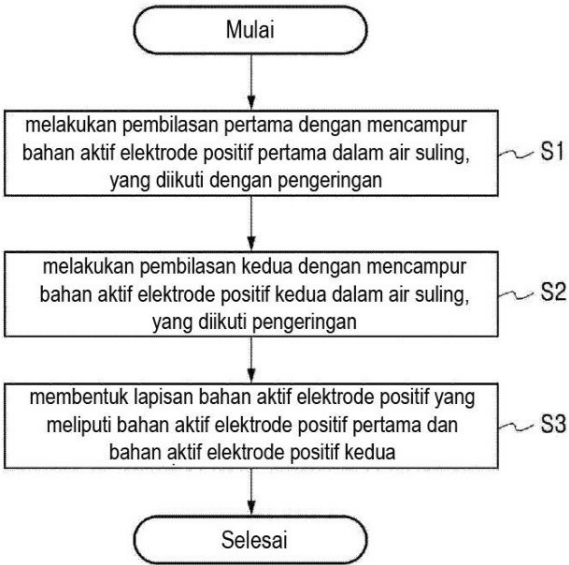 Mulai
melakukan pembilasan pertama dengan mencampur
bahan aktif elektrode positif pertama dalam air suling,
yang diikuti dengan pengeringan
S1
melakukan pembilasan kedua dengan mencampur
bahan aktif elektrode positif kedua dalam air suling,
yang diikuti pengeringan
S2
membentuk lapisan bahan aktif elektrode positif yang
meliputi bahan aktif elektrode positif pertama dan
bahan aktif elektrode positif kedua
S3
Selesai